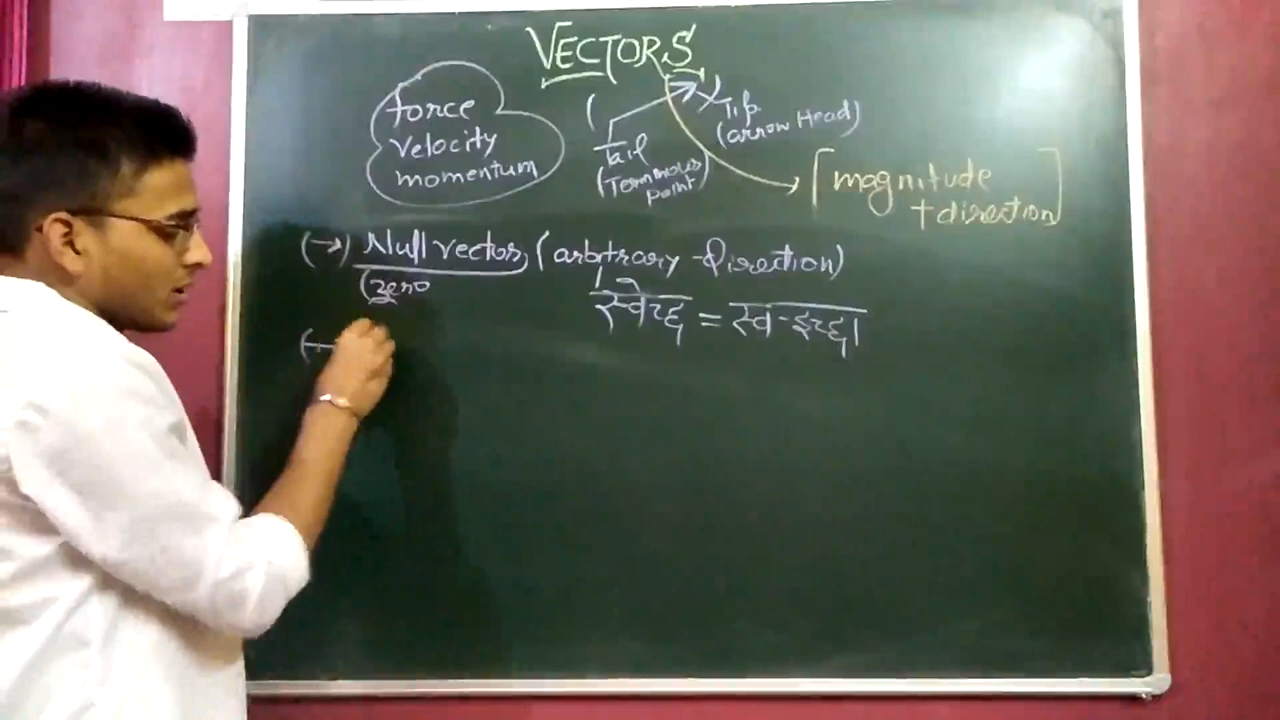 VECTORS
force
velocity
momentum
Tail
(Terminous
point)
Tip
(arrow Head)
[magnitude
+direction]
(→) Null vector, (arbitrary direction)
(zero
स्वेच्छ = स्व-इच्छा